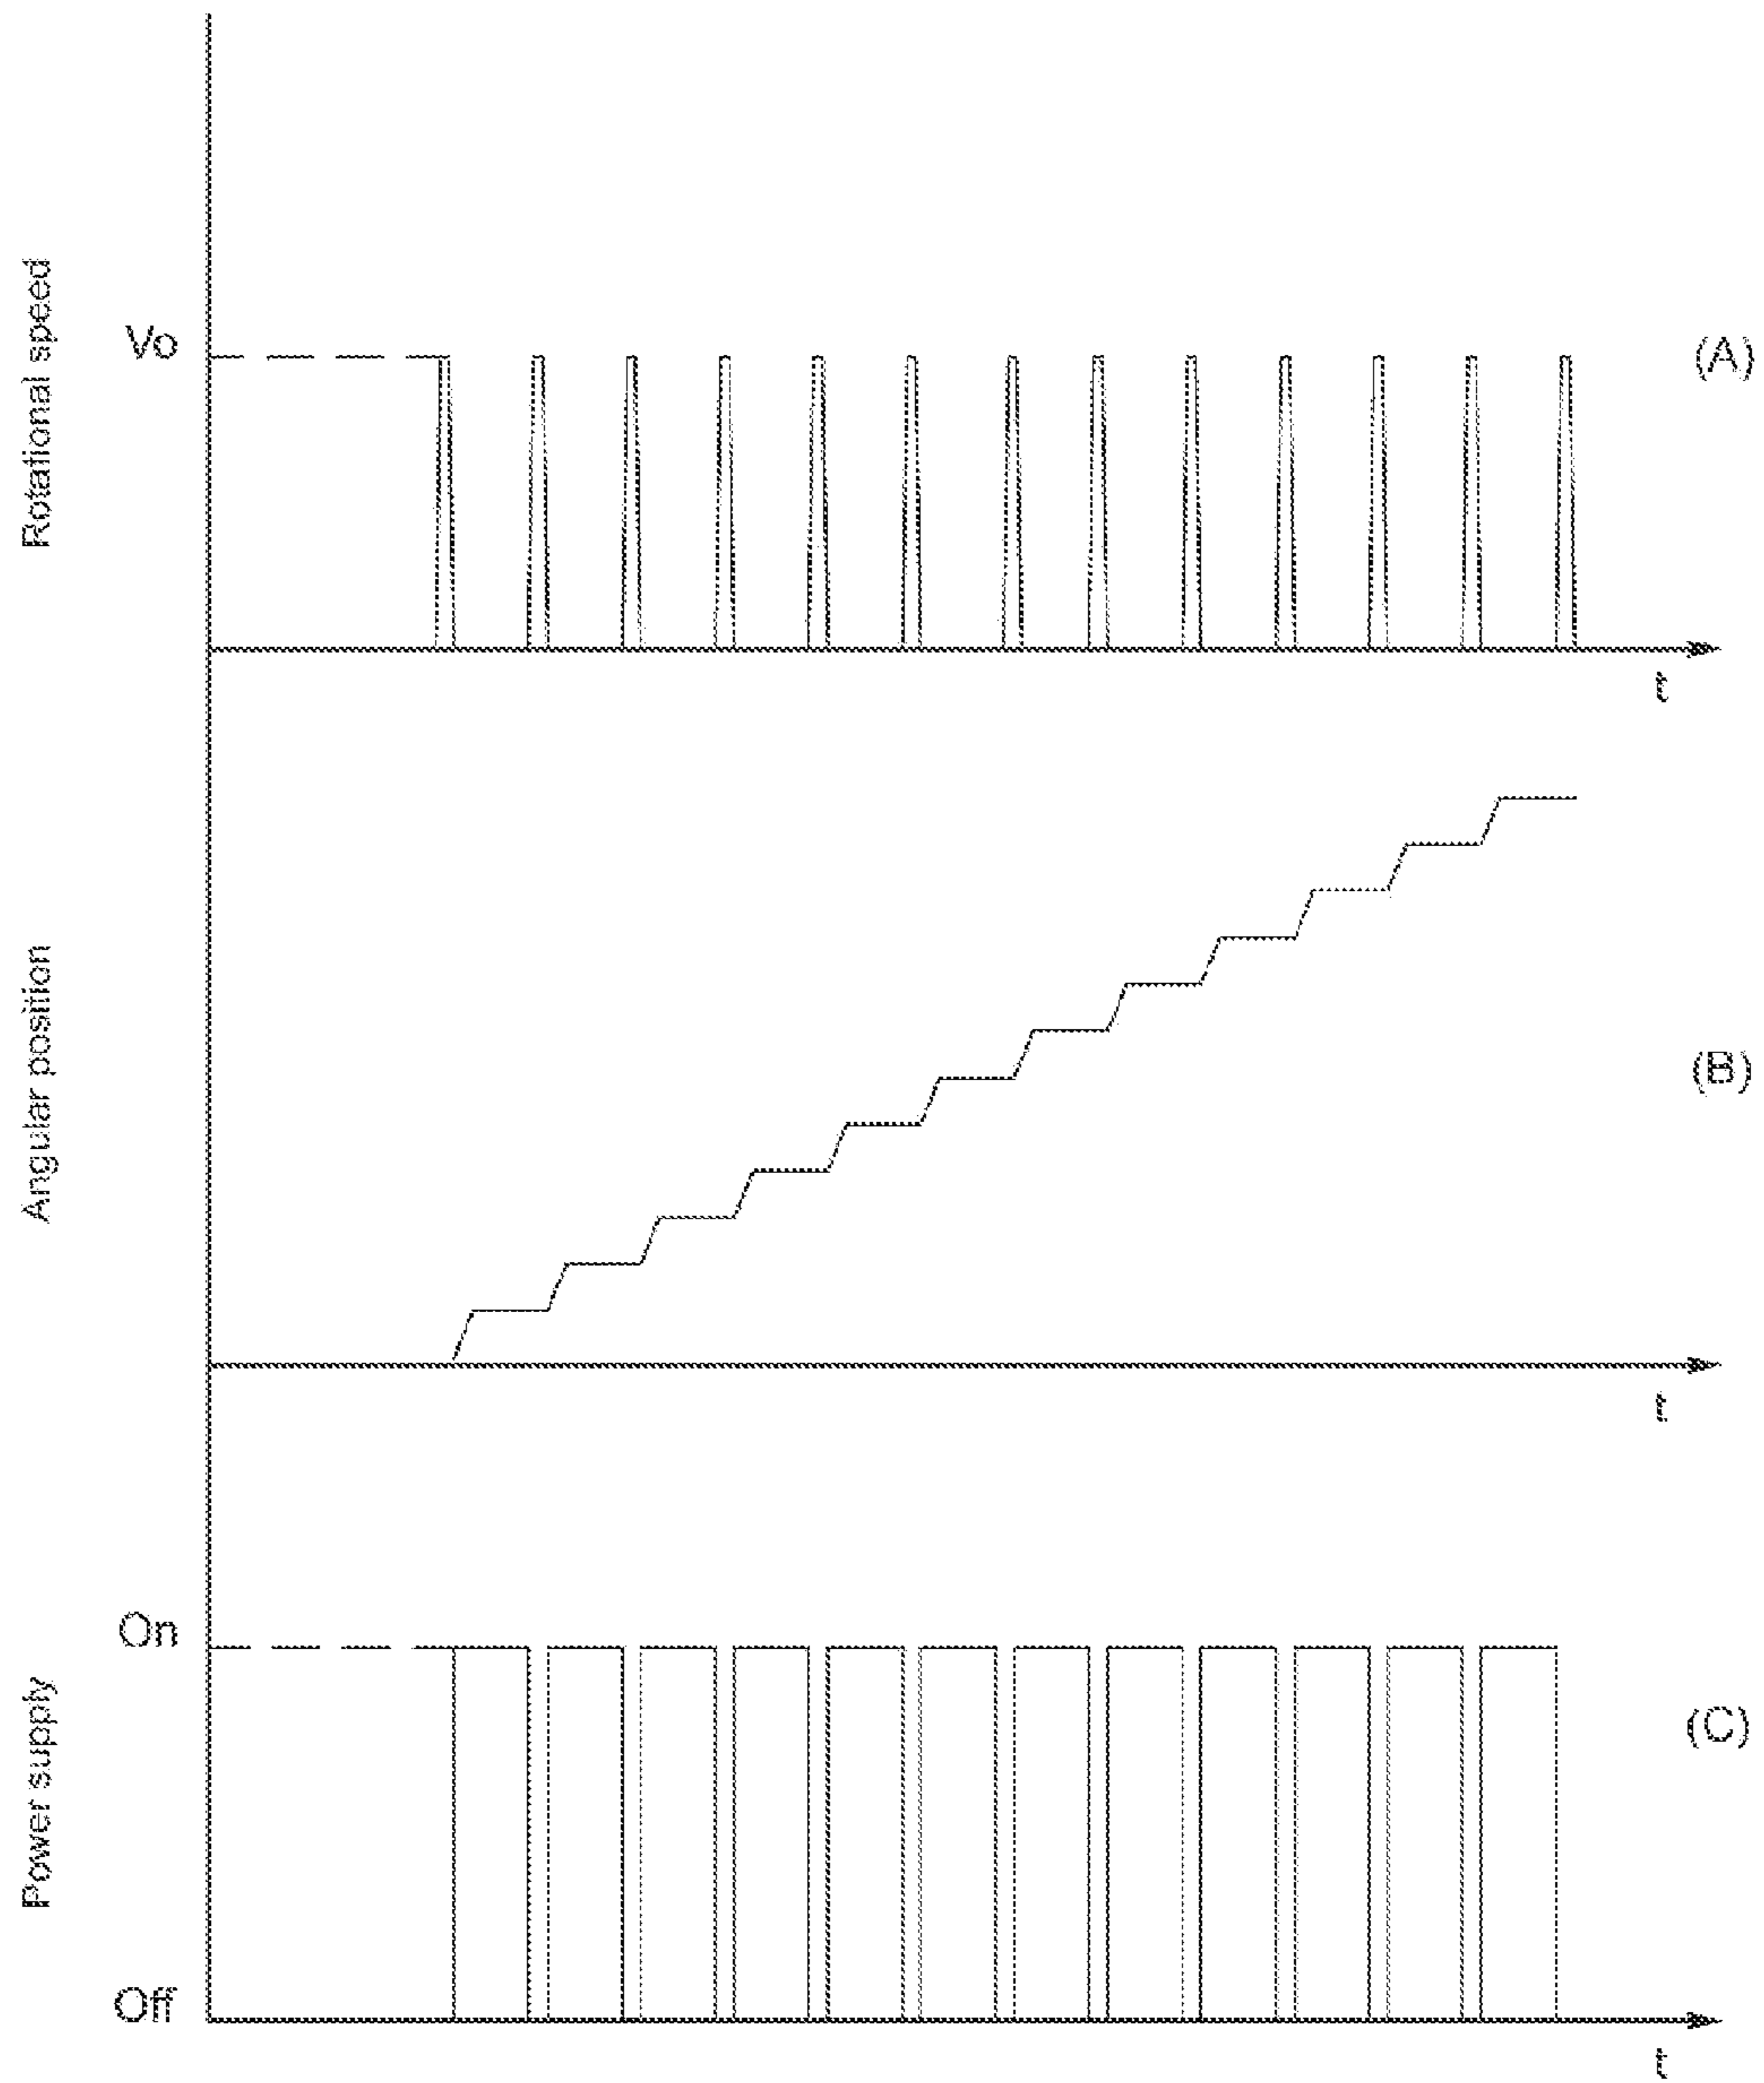 Rotational speed
Vo
(A)
t
Angular position
(B)
t
On
Power supply
(C)
Off
t